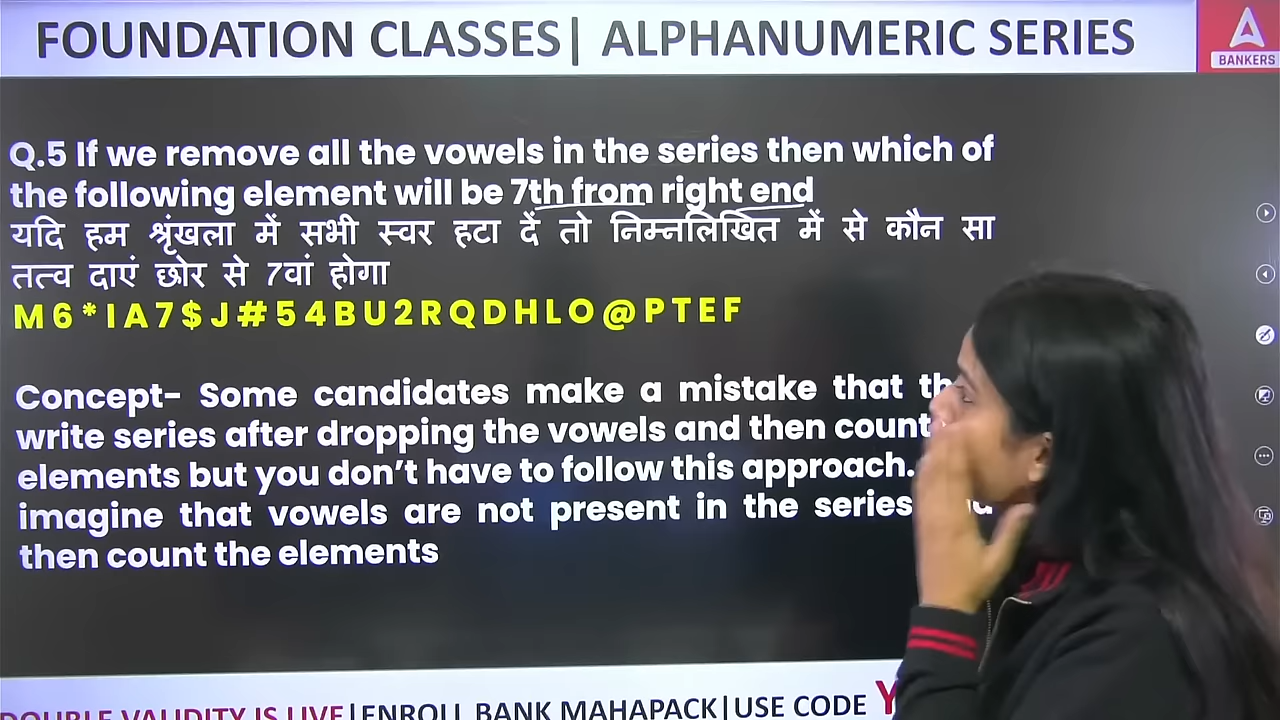 FOUNDATION CLASSES| ALPHANUMERIC SERIES
BANKERS
Q.5 If we remove all the vowels in the series then which of
the following element will be 7th from right end
यदि हम श्रृंखला में सभी स्वर हटा दें तो निम्नलिखित में से कौन सा
तत्व दाएं छोर से 7वां होगा
M 6 * I A 7 $ J # 5 4 B U 2 R Q D H L O @ P T E F
Concept- Some candidates make a mistake that
write series after dropping the vowels and then count
elements but you don't have to follow this approach.
imagine that vowels are not present in the series
then count the elements
DOUBLE VALIDITY IS LIVE|ENROLL BANK MAHAPACK|USE CODE Y